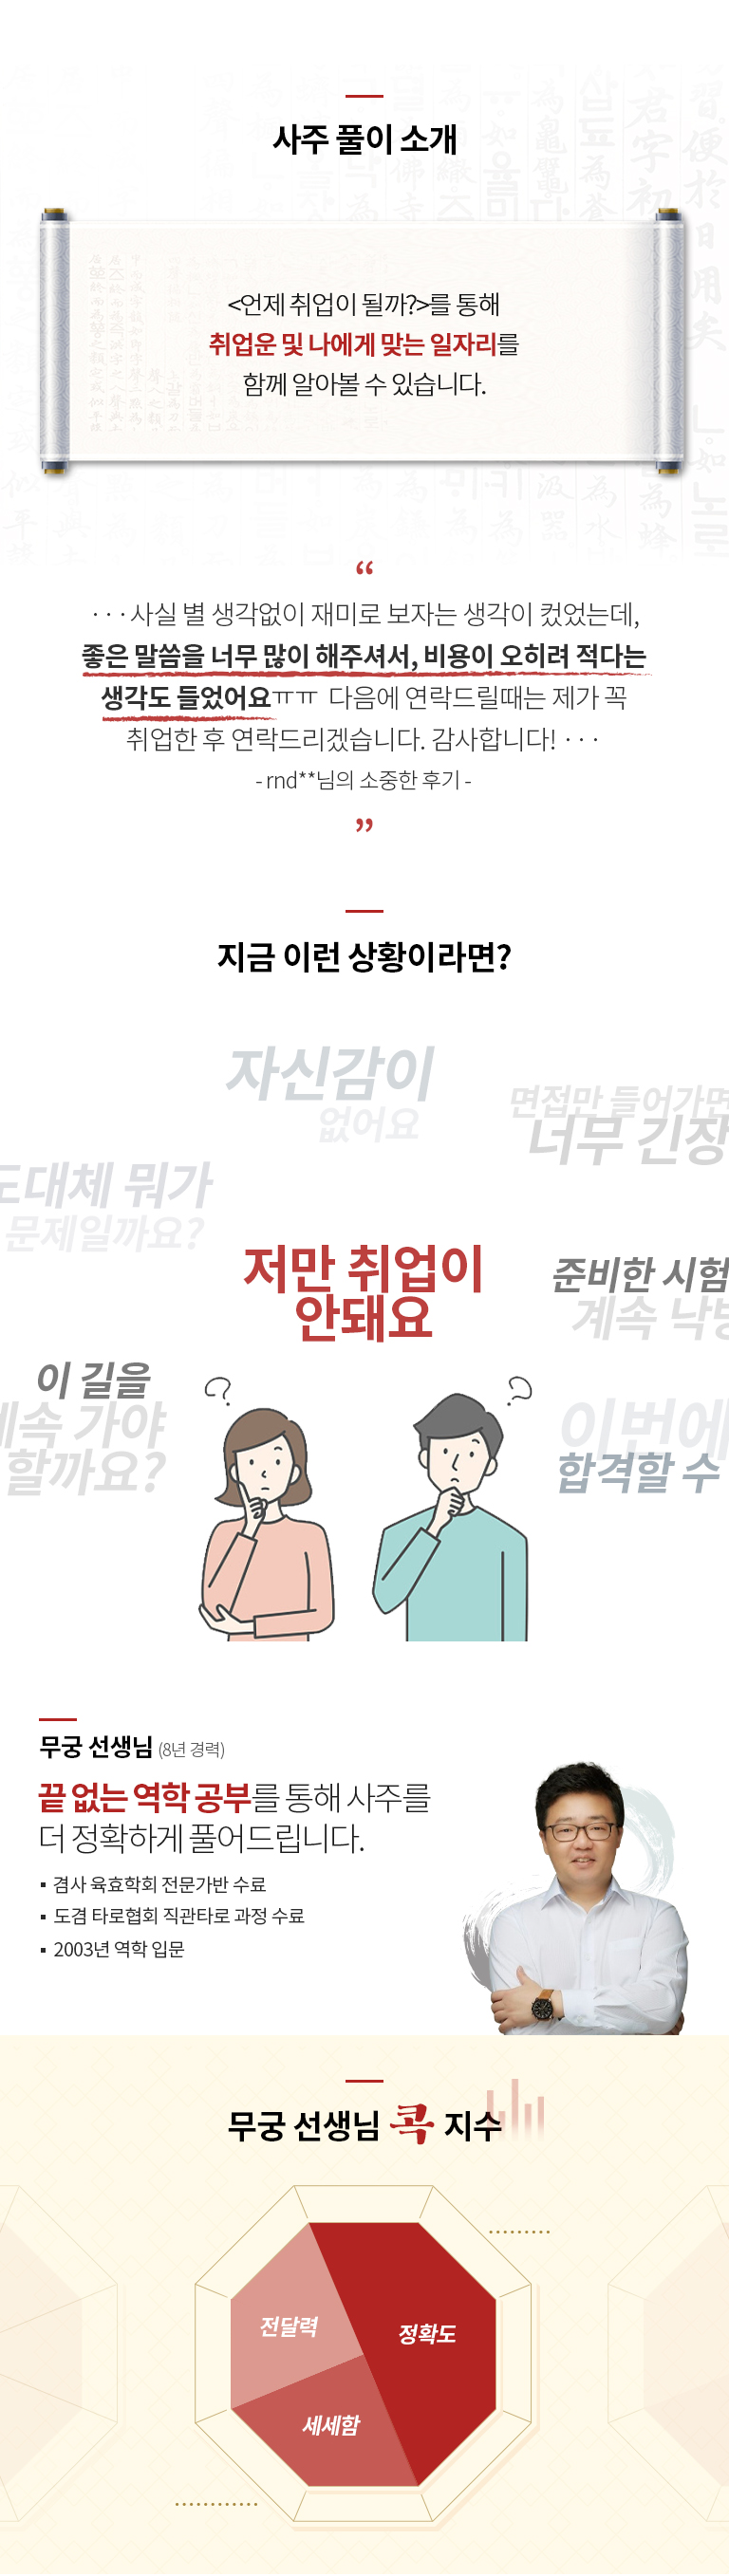 사주 풀이 소개
<언제 취업이 될까?>를 통해
취업운 및 나에게 맞는 일자리를
함께 알아볼 수 있습니다.
“
···사실 별 생각없이 재미로 보자는 생각이 컸었는데,
좋은 말씀을 너무 많이 해주셔서, 비용이 오히려 적다는
생각도 들었어요ㅠㅠ 다음에 연락드릴때는 제가 꼭
취업한 후 연락드리겠습니다. 감사합니다! ···
- rnd**님의 소중한 후기 -
”
지금 이런 상황이라면?
자신감이
없어요
면접만 들어가면
너무 긴장
도대체 뭐가
문제일까요?
저만 취업이
안돼요
준비한 시험
계속 낙방
이 길을
계속 가야
할까요?
이번에
합격할 수
무궁 선생님 (8년 경력)
끝 없는 역학 공부를 통해 사주를
더 정확하게 풀어드립니다.
▪ 겸사 육효학회 전문가반 수료
▪ 도겸 타로협회 직관타로 과정 수료
▪ 2003년 역학 입문
무궁 선생님 콕 지수
전달력
정확도
세세함